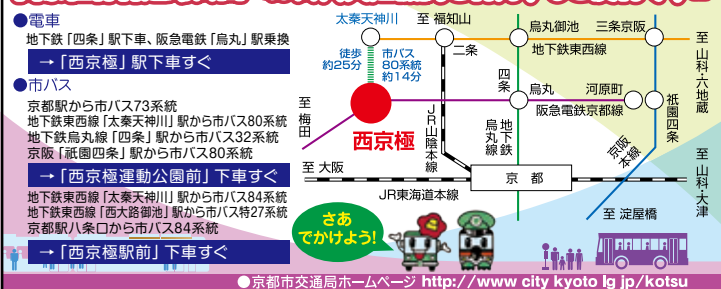 ●電車
地下鉄「四条」駅下車、阪急電鉄「烏丸」駅乗換
→「西京極」駅下車すぐ
●市バス
京都駅から市バス73系統
地下鉄東西線「太秦天神川」駅から市バス80系統
地下鉄烏丸線「四条」駅から市バス32系統
京阪「祇園四条」駅から市バス80系統
→「西京極運動公園前」下車すぐ
地下鉄東西線「太秦天神川」駅から市バス84系統
地下鉄東西線「西大路御池」駅から市バス特27系統
京都駅八条口から市バス84系統
→「西京極駅前」下車すぐ
太秦天神川
至 福知山
烏丸御池
三条京阪
二条
地下鉄東西線
至 山科・六地蔵
徒歩
約25分
市バス
80系統
約14分
四条
烏丸
河原町
阪急電鉄京都線
至 梅田
西京極
JR山陰本線
地下鉄
烏丸線
祇園四条
京阪
本線
至 大阪
京都
至 山科・大津
JR東海道本線
至 淀屋橋
さあ
でかけよう!
●京都市交通局ホームページ http://www city kyoto lg jp/kotsu